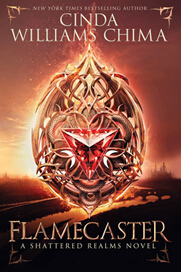 NEW YORK TIMES BESTSELLING AUTHOR
CINDA
WILLIAMS CHIMA
FLAMECASTER
A SHATTERED REALMS NOVEL